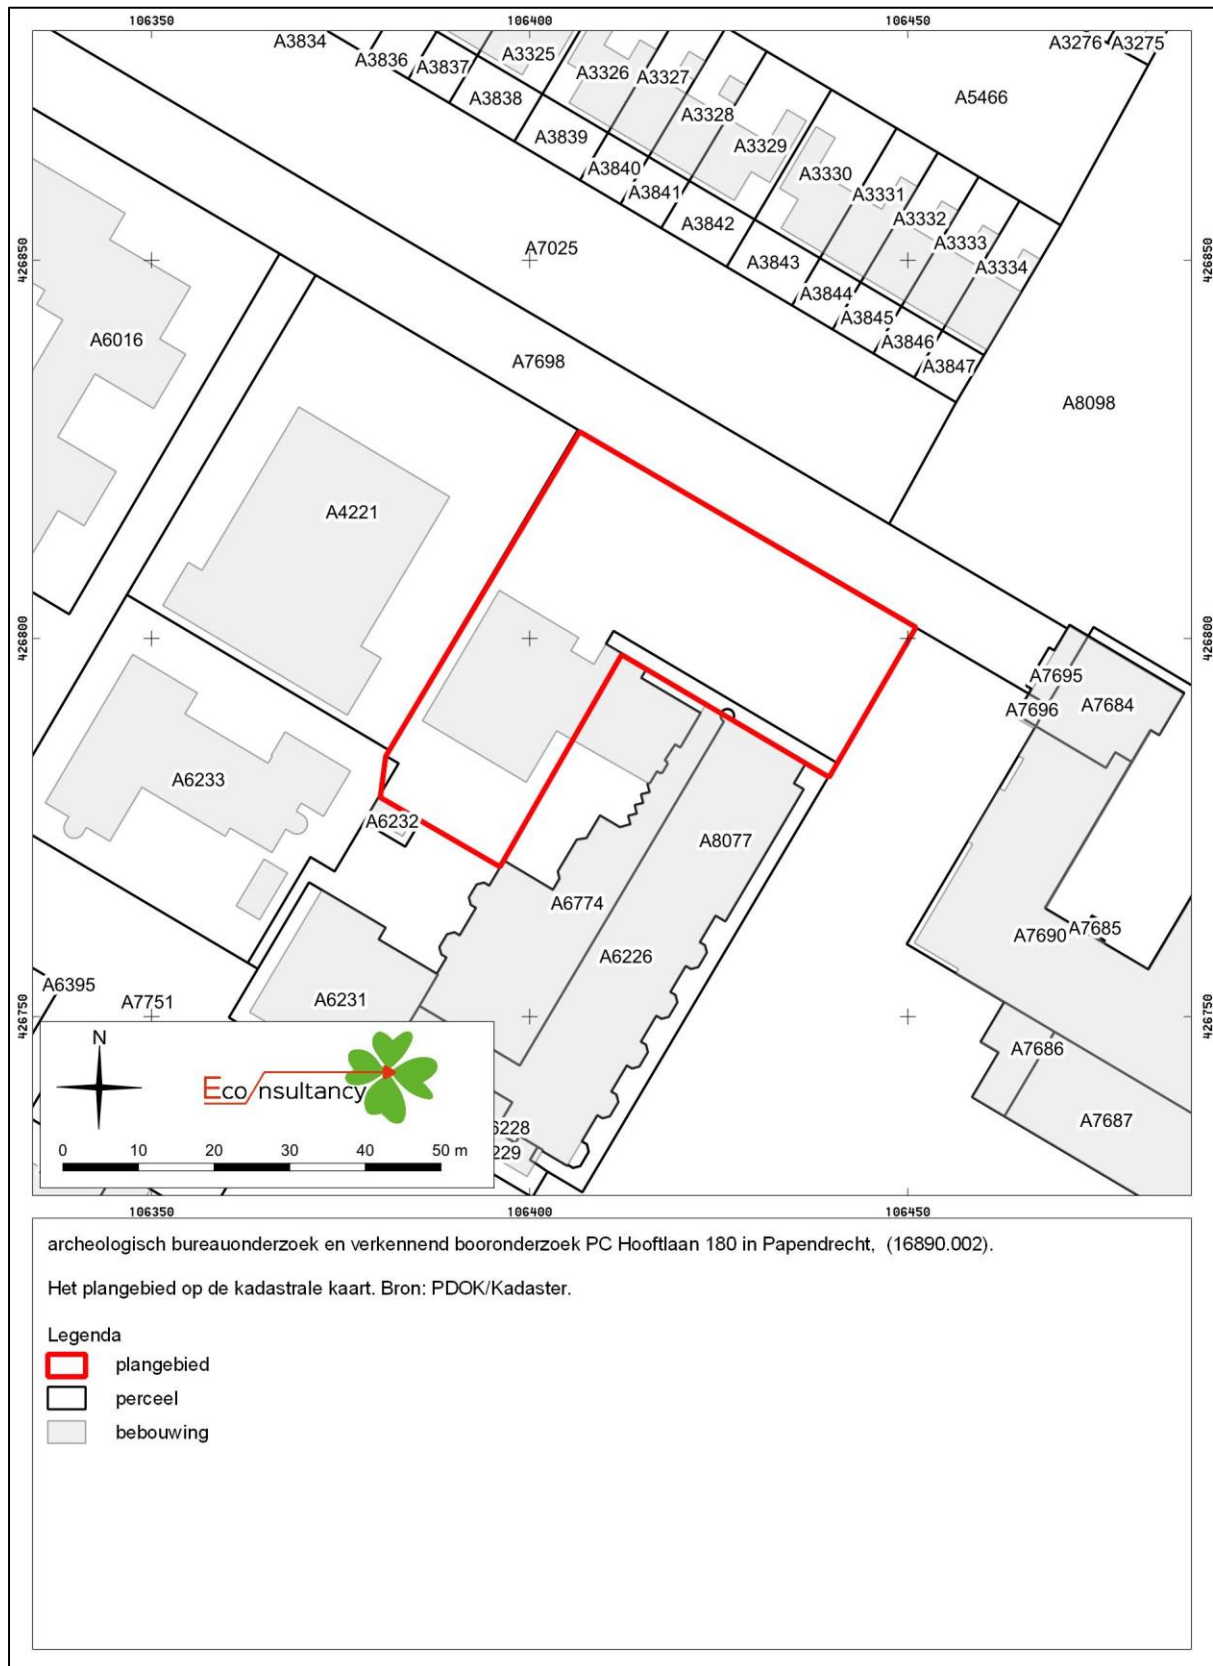 106350 106400 106450
A3834
A3836
A3837
A3838
A3325
A3326
A3327
A3328
A3329
A3330
A3331
A3332
A3333
A3334
A3276 A3275
A5466
A3839
A3840
A3841
A3842
A3843
A3844
A3845
A3846
A3847
A7025
426850 426850
A6016
A7698
A8098
A4221
426800 426800
A7695
A7696
A7684
A6233
A6232
A8077
A6774
A7690
A7685
A6226
A6395
A7751
A6231
426750 426750
A7686
A7687
6228
229
N
Econsultancy
0 10 20 30 40 50 m
106350 106400 106450
archeologisch bureauonderzoek en verkennend booronderzoek PC Hooftlaan 180 in Papendrecht, (16890.002).
Het plangebied op de kadastrale kaart. Bron: PDOK/Kadaster.
Legenda
plangebied
perceel
bebouwing